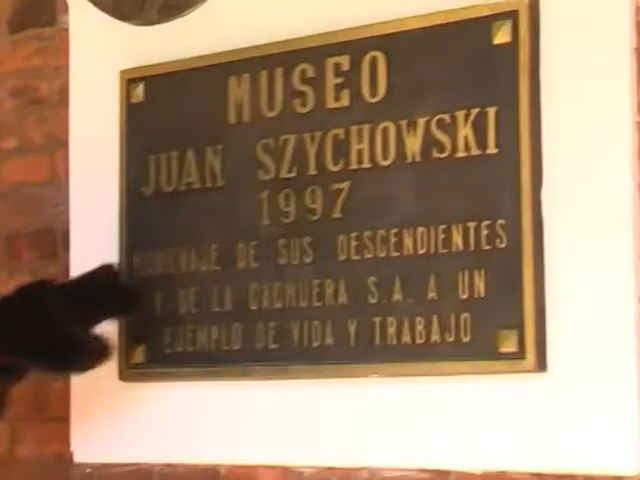 MUSEO
JUAN SZYCHOWSKI
1997
HOMENAJE DE SUS DESCENDIENTES
Y DE LA CACHUERA S.A. A UN
EJEMPLO DE VIDA Y TRABAJO